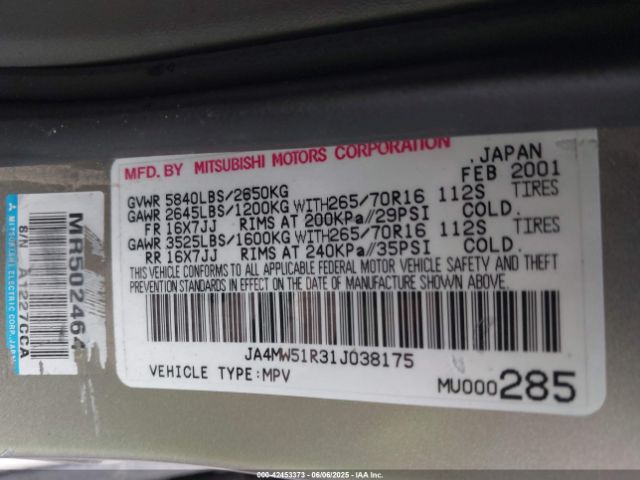 MFD. BY MITSUBISHI MOTORS CORPORATION
, JAPAN
FEB 2001
GVWR 5840LBS/2650KG
GAWR 2645LBS/1200KG WITH265/70R16 112S TIRES
FR 16X7JJ RIMS AT 200KPa//29PSI COLD.
GAWR 3525LBS/1600KG WITH265/70R16 112S TIRES
RR 16X7JJ RIMS AT 240KPa//35PSI COLD.
THIS VEHICLE CONFORMS TO ALL APPLICABLE FEDERAL MOTOR VEHICLE SAFETY AND THEFT
PREVENTION STANDARDS IN EFFECT ON THE DATE OF MANUFACTURE SHOWN ABOVE.
JA4MW51R31J038175
VEHICLE TYPE:MPV
MU000285
MITSUBISHI ELECTRIC CORP. JAPAN
MR502464
S/N A1227CCA
© COPYRIGHT 2025 - 42453373 - 06/06/2025 - IAA, INC.